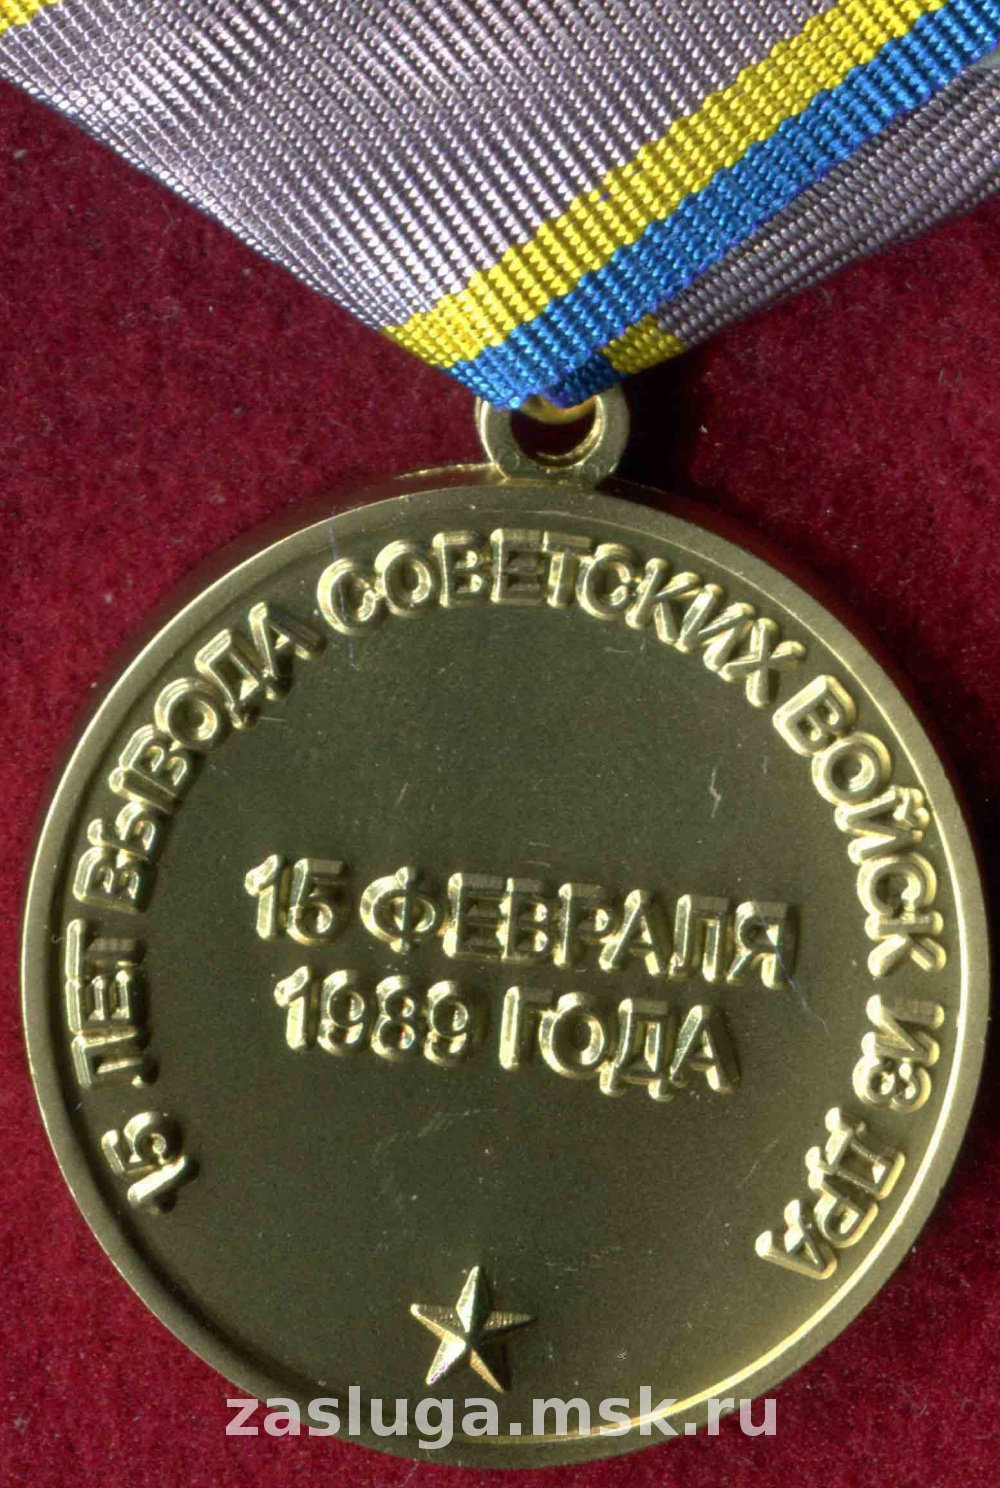 15 ЛЕТ ВЫВОДА СОВЕТСКИХ ВОЙСК ИЗ ДРА
15 ФЕВРАЛЯ
1989 ГОДА
zasluga.msk.ru